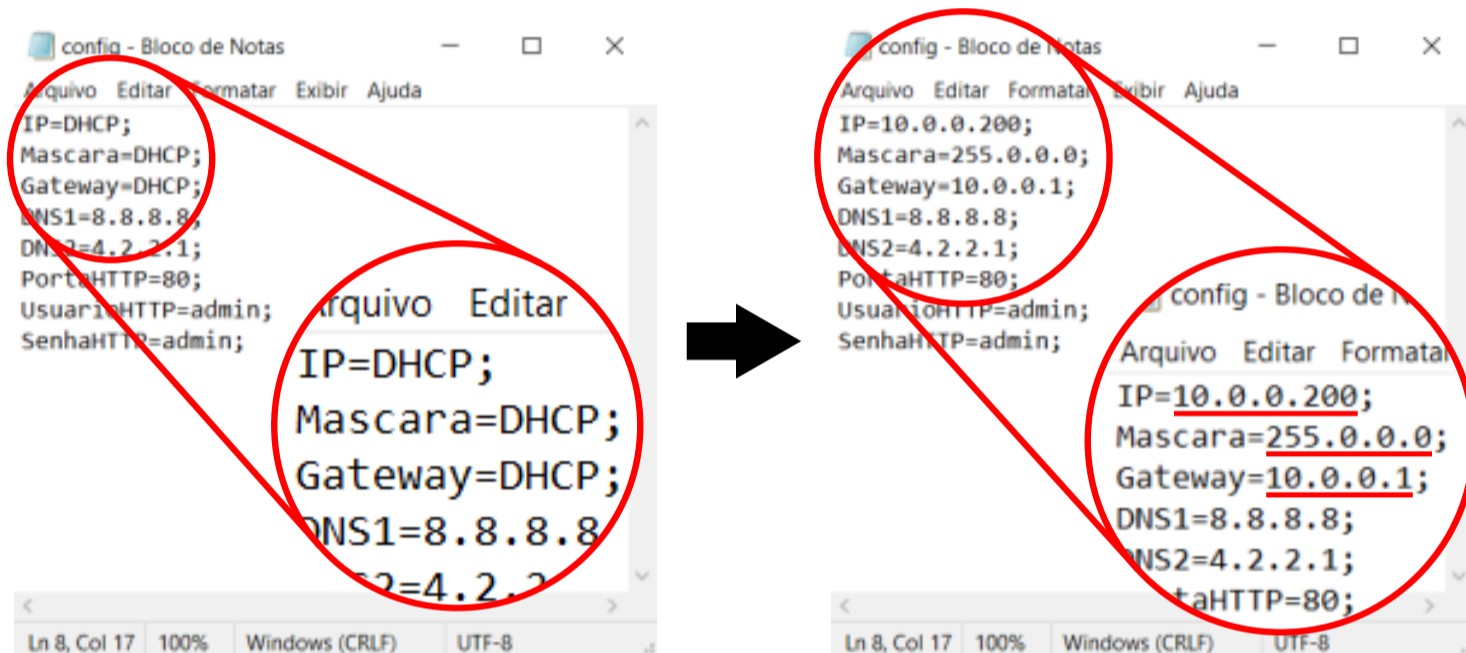 config - Bloco de Notas
Arquivo Editar Formatar Exibir Ajuda
IP=DHCP;
Mascara=DHCP;
Gateway=DHCP;
DNS1=8.8.8.8;
DNS2=4.2.2.1;
PortaHTTP=80;
UsuarioHTTP=admin;
SenhaHTTP=admin;
Arquivo Editar
IP=DHCP;
Mascara=DHCP;
Gateway=DHCP;
DNS1=8.8.8.8
2=4.2.2
Ln 8, Col 17 100% Windows (CRLF) UTF-8
config - Bloco de Notas
Arquivo Editar Formatar Exibir Ajuda
IP=10.0.0.200;
Mascara=255.0.0.0;
Gateway=10.0.0.1;
DNS1=8.8.8.8;
DNS2=4.2.2.1;
PortaHTTP=80;
UsuarioHTTP=admin;
SenhaHTTP=admin;
config - Bloco de N
Arquivo Editar Formatar
IP=10.0.0.200;
Mascara=255.0.0.0;
Gateway=10.0.0.1;
DNS1=8.8.8.8;
DNS2=4.2.2.1;
taHTTP=80;
Ln 8, Col 17 100% Windows (CRLF) UTF-8